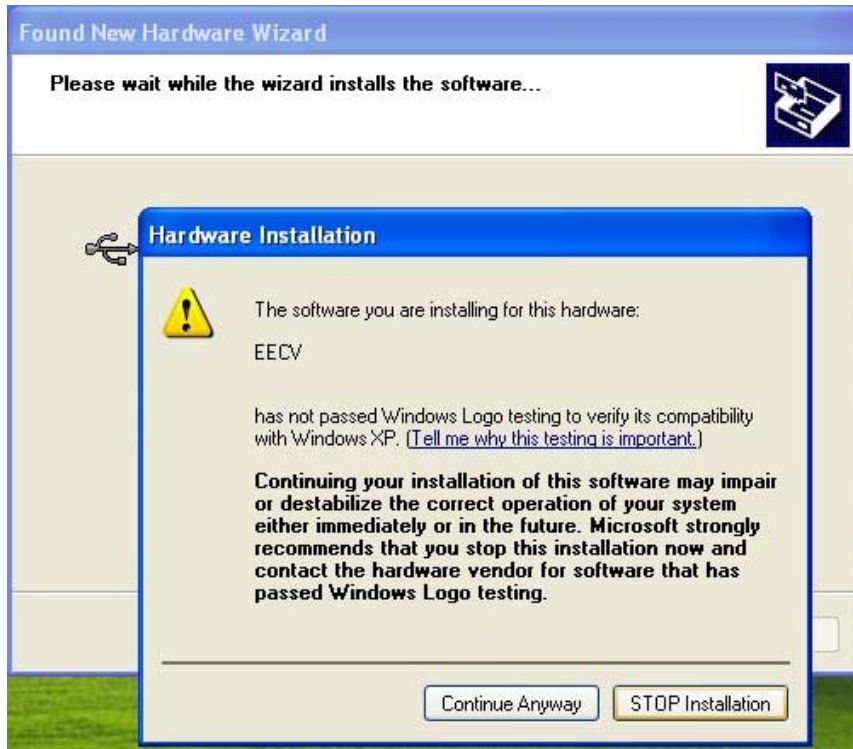 Found New Hardware Wizard
Please wait while the wizard installs the software...
Hardware Installation
The software you are installing for this hardware:
EECV
has not passed Windows Logo testing to verify its compatibility
with Windows XP. (Tell me why this testing is important.)
Continuing your installation of this software may impair
or destabilize the correct operation of your system
either immediately or in the future. Microsoft strongly
recommends that you stop this installation now and
contact the hardware vendor for software that has
passed Windows Logo testing.
Continue Anyway
STOP Installation